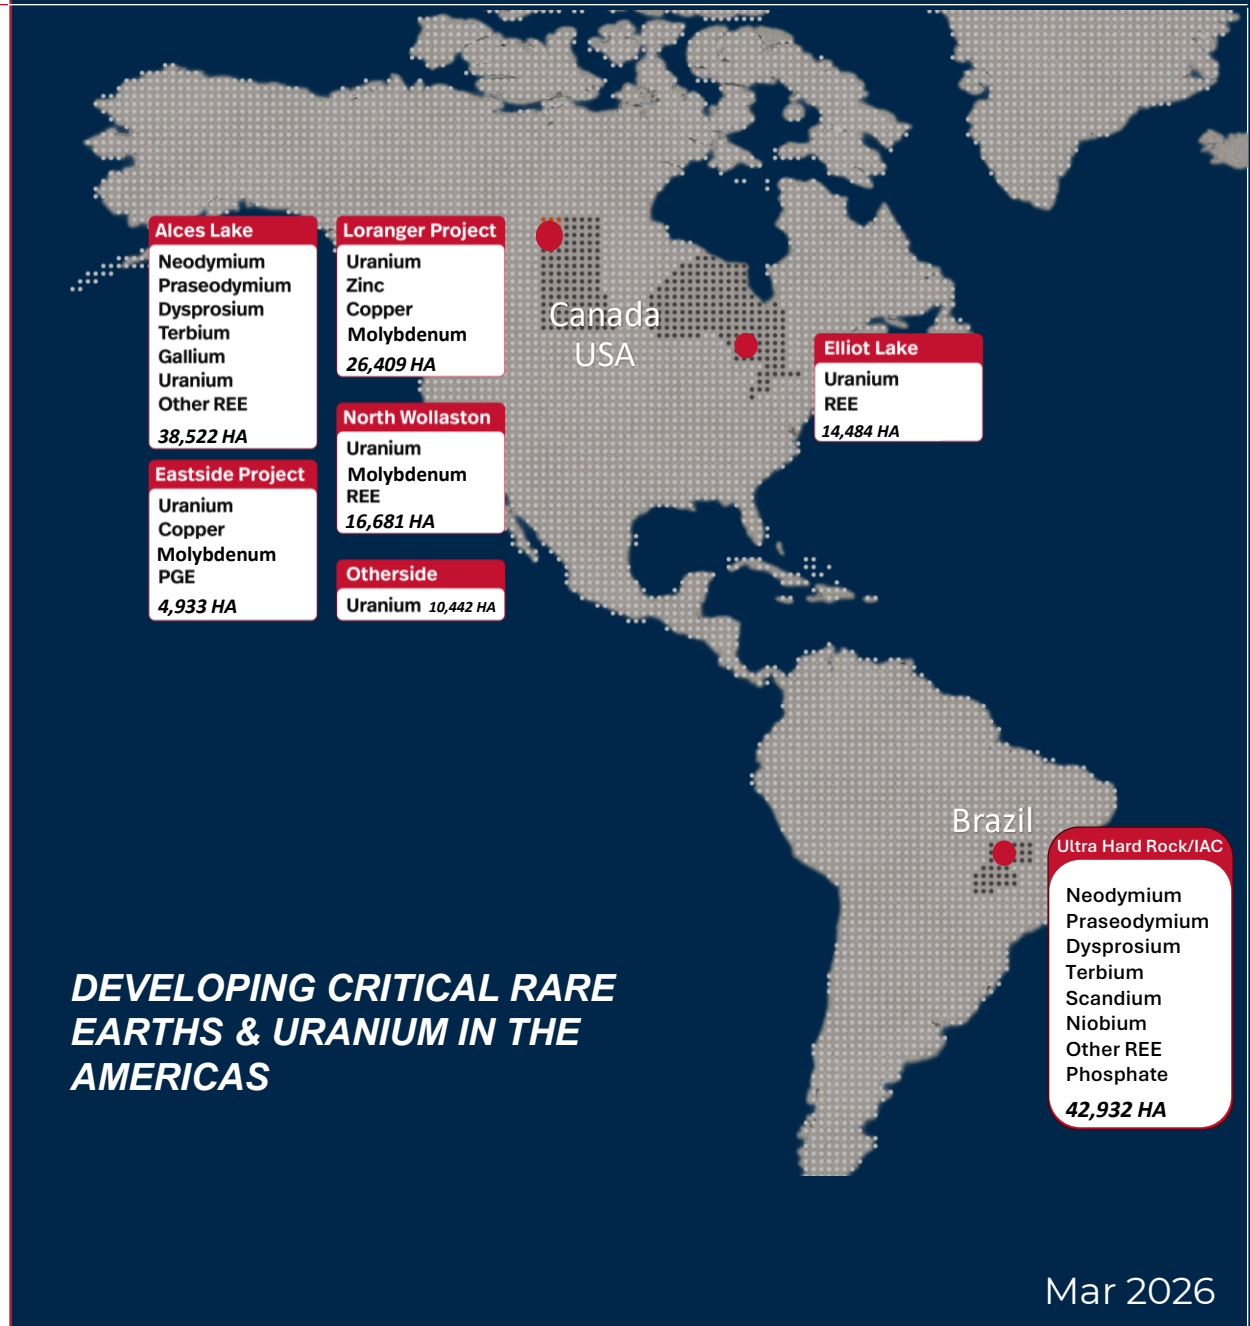 Alces Lake
Neodymium
Praseodymium
Dysprosium
Terbium
Gallium
Uranium
Other REE
38,522 HA
Eastside Project
Uranium
Copper
Molybdenum
PGE
4,933 HA
Loranger Project
Uranium
Zinc
Copper
Molybdenum
26,409 HA
North Wollaston
Uranium
Molybdenum
REE
16,681 HA
Otherside
Uranium 10,442 HA
Canada
USA
Elliot Lake
Uranium
REE
14,484 HA
Brazil
Ultra Hard Rock/IAC
Neodymium
Praseodymium
Dysprosium
Terbium
Scandium
Niobium
Other REE
Phosphate
42,932 HA
DEVELOPING CRITICAL RARE
EARTHS & URANIUM IN THE
AMERICAS
Mar 2026